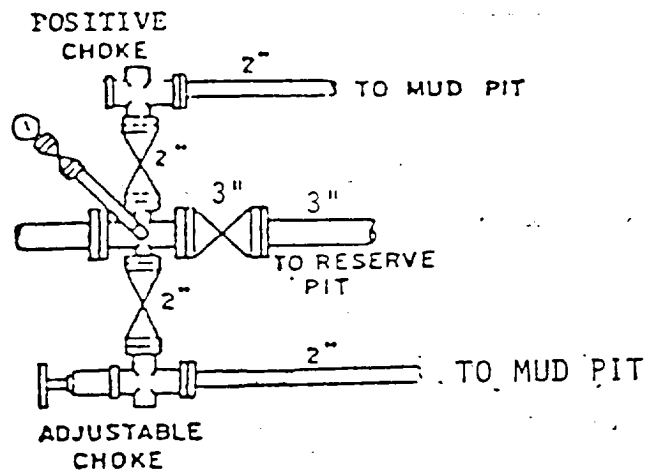 POSITIVE
CHOKE
2"
TO MUD PIT
2"
3"
3"
TO RESERVE
PIT
2"
2"
TO MUD PIT
ADJUSTABLE
CHOKE